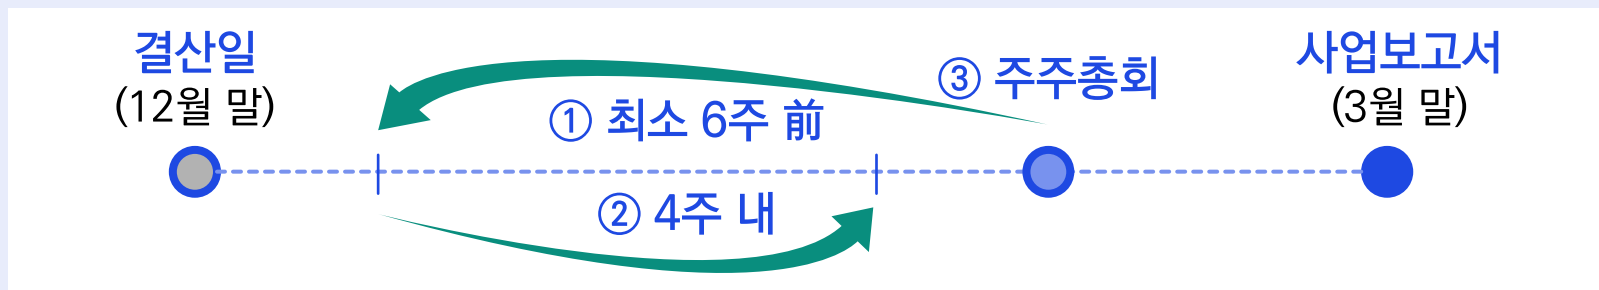 결산일
(12월 말)
① 최소 6주 前
② 4주 내
③ 주주총회
사업보고서
(3월 말)